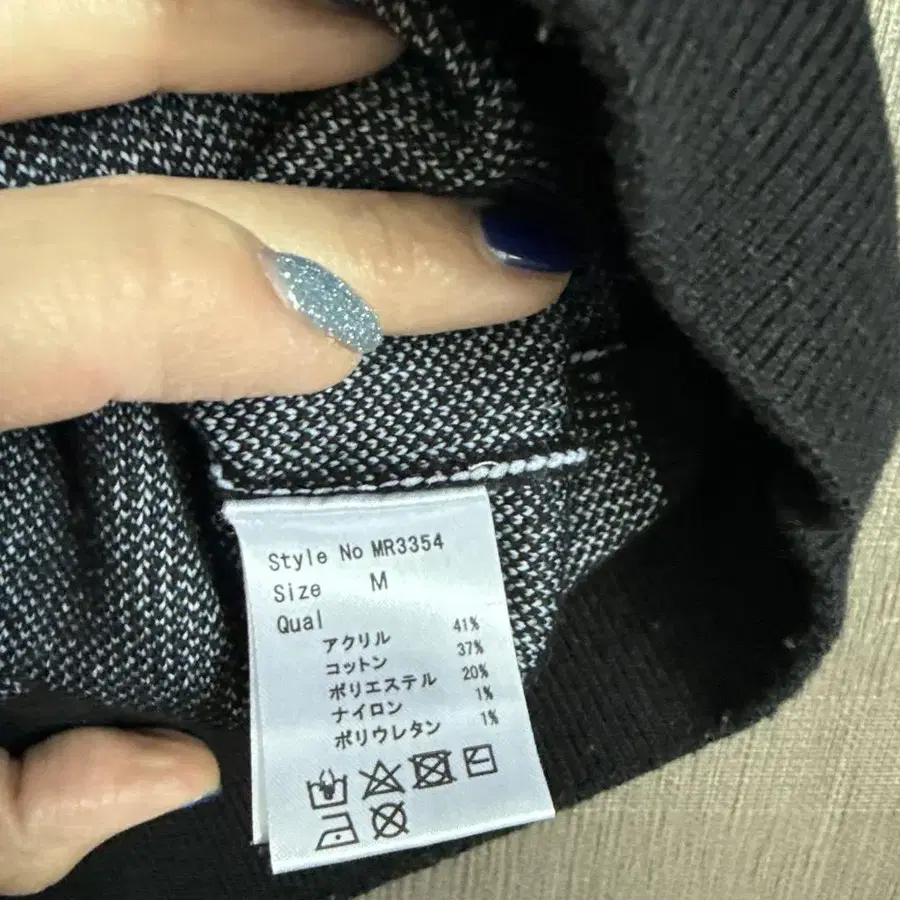 Style No MR3354
Size M
Qual
アクリル 41%
コットン 37%
ポリエステル 20%
ナイロン 1%
ポリウレタン 1%